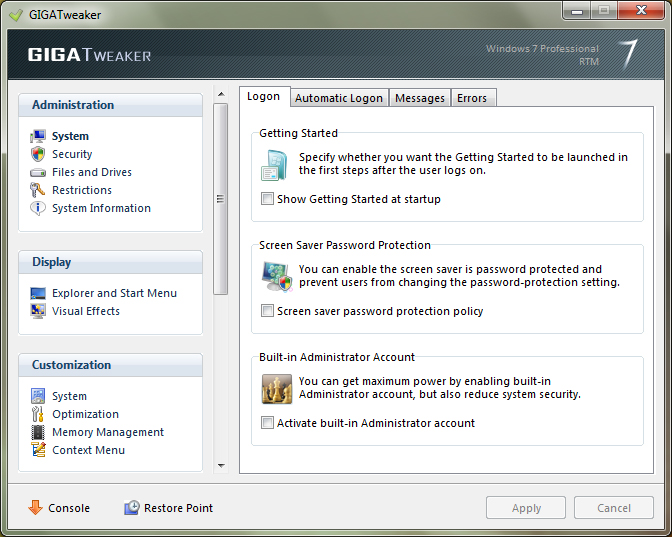 GIGATweaker
GIGATWEAKER
Windows 7 Professional
RTM
7
Administration
System
Security
Files and Drives
Restrictions
System Information
Display
Explorer and Start Menu
Visual Effects
Customization
System
Optimization
Memory Management
Context Menu
Logon
Automatic Logon
Messages
Errors
Getting Started
Specify whether you want the Getting Started to be launched in
the first steps after the user logs on.
Show Getting Started at startup
Screen Saver Password Protection
You can enable the screen saver is password protected and
prevent users from changing the password-protection setting.
Screen saver password protection policy
Built-in Administrator Account
You can get maximum power by enabling built-in
Administrator account, but also reduce system security.
Activate built-in Administrator account
Console
Restore Point
Apply
Cancel